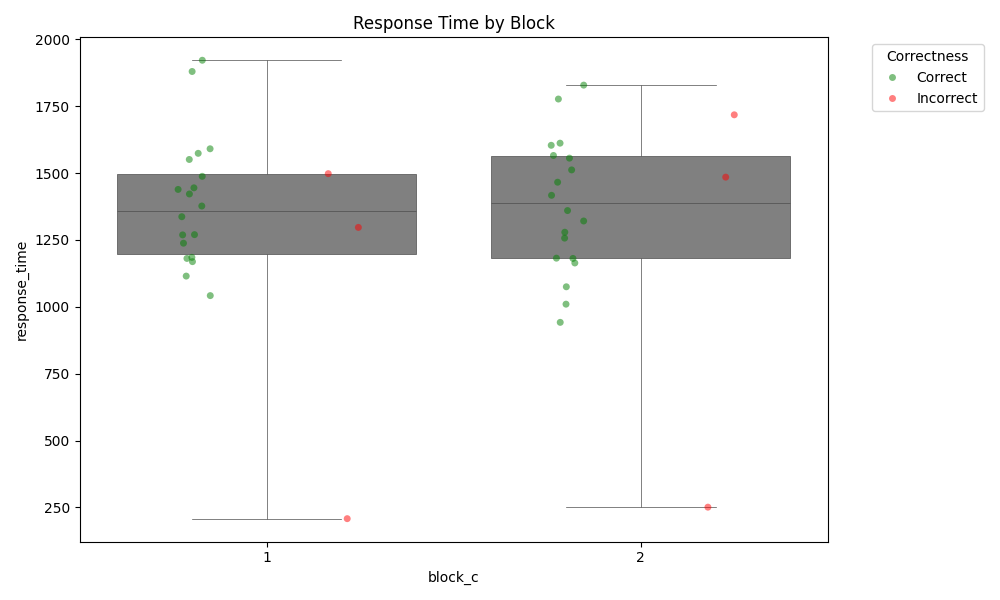 Response Time by Block
response_time
2000
1750
1500
1250
1000
750
500
250
1
2
block_c
Correctness
Correct
Incorrect